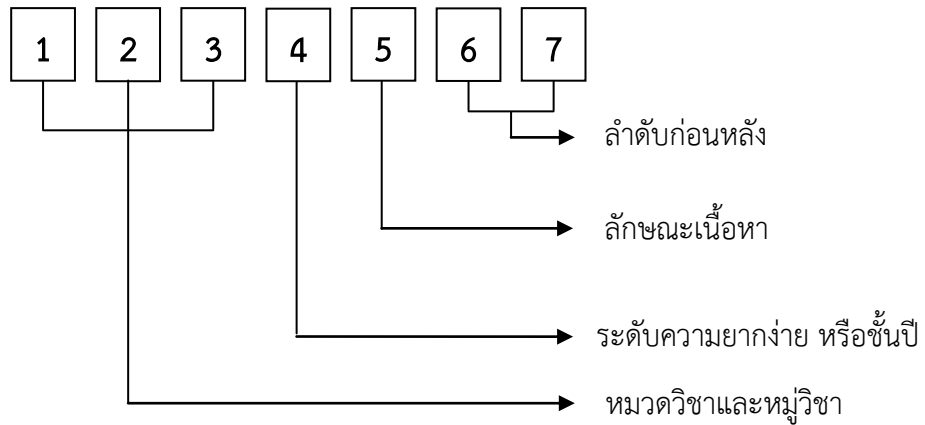 1 2 3 4 5 6 7
ลำดับก่อนหลัง
ลักษณะเนื้อหา
ระดับความยากง่าย หรือชั้นปี
หมวดวิชาและหมู่วิชา